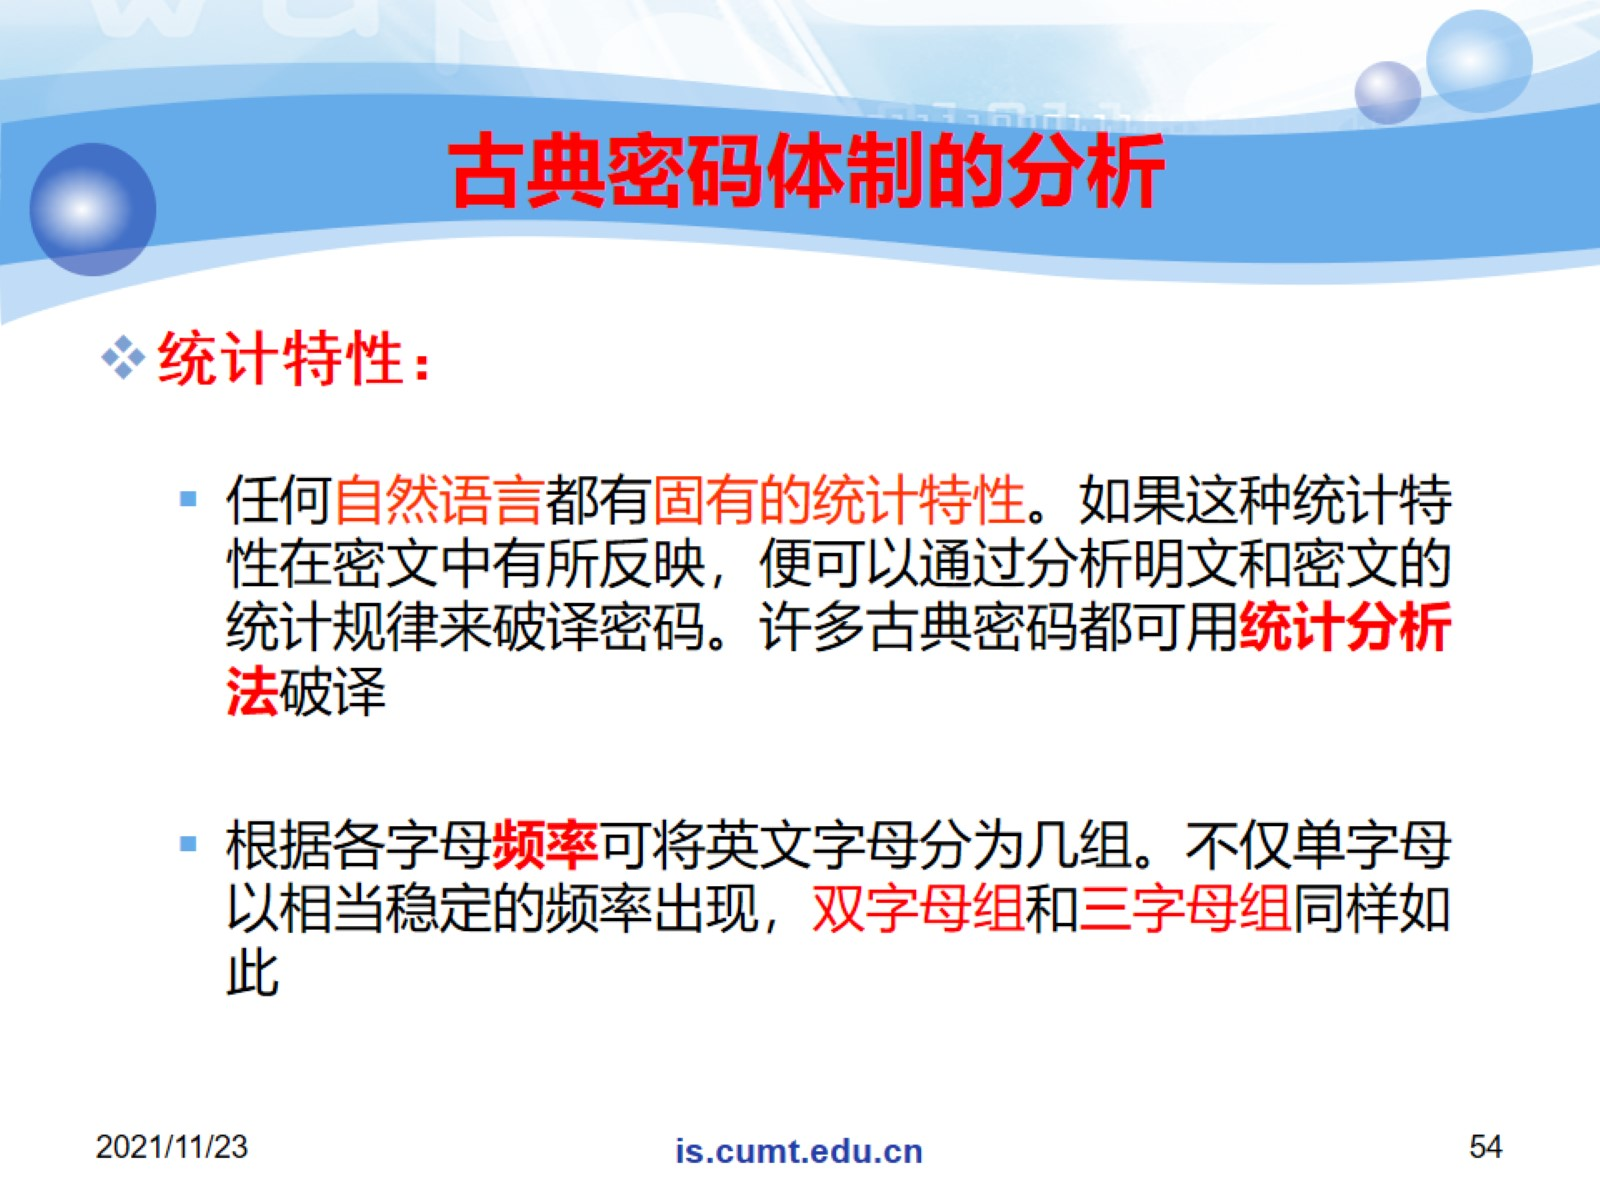 古典密码体制的分析
统计特性：
任何自然语言都有固有的统计特性。如果这种统计特
性在密文中有所反映，便可以通过分析明文和密文的
统计规律来破译密码。许多古典密码都可用统计分析
法破译
根据各字母频率可将英文字母分为几组。不仅单字母
以相当稳定的频率出现，双字母组和三字母组同样如
此
2021/11/23
is.cumt.edu.cn
54